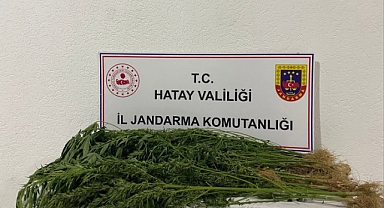 T.C.
HATAY VALİLİĞİ
İL JANDARMA KOMUTANLIĞI